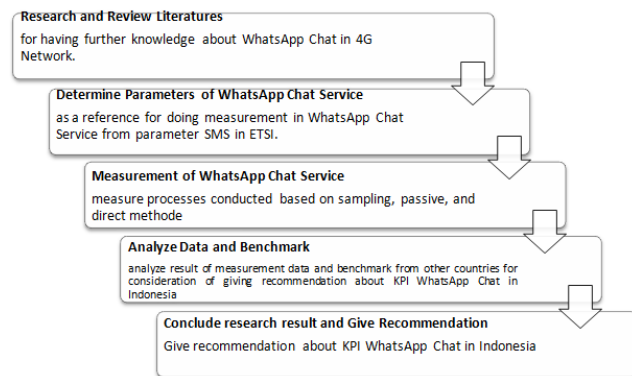 Research and Review Literatures
for having further knowledge about WhatsApp Chat in 4G
Network.
Determine Parameters of WhatsApp Chat Service
as a reference for doing measurement in WhatsApp Chat
Service from parameter SMS in ETSI.
Measurement of WhatsApp Chat Service
measure processes conducted based on sampling, passive, and
direct methode
Analyze Data and Benchmark
analyze result of measurement data and benchmark from other countries for
consideration of giving recommendation about KPI WhatsApp Chat in
Indonesia
Conclude research result and Give Recommendation
Give recommendation about KPI WhatsApp Chat in Indonesia